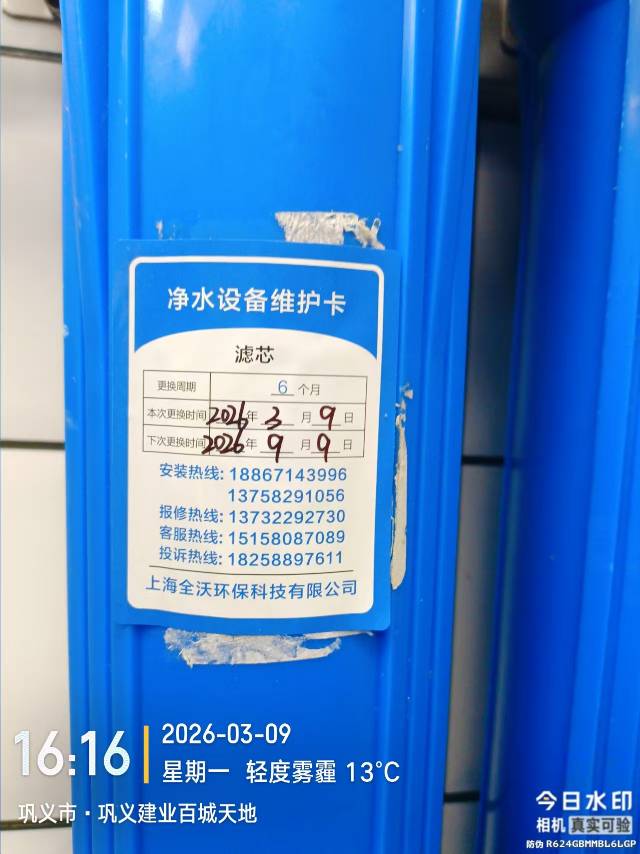 净水设备维护卡
滤芯
更换周期 6 个月
本次更换时间 2026 年 3 月 9 日
下次更换时间 2026 年 9 月 9 日
安装热线: 18867143996
13758291056
报修热线: 13732292730
客服热线: 15158087089
投诉热线: 18258897611
上海全沃环保科技有限公司
16:16
2026-03-09
星期一 轻度雾霾 13°C
巩义市·巩义建业百城天地
今日水印
相机 真实可验
防伪 R624GBMMBL6LGP